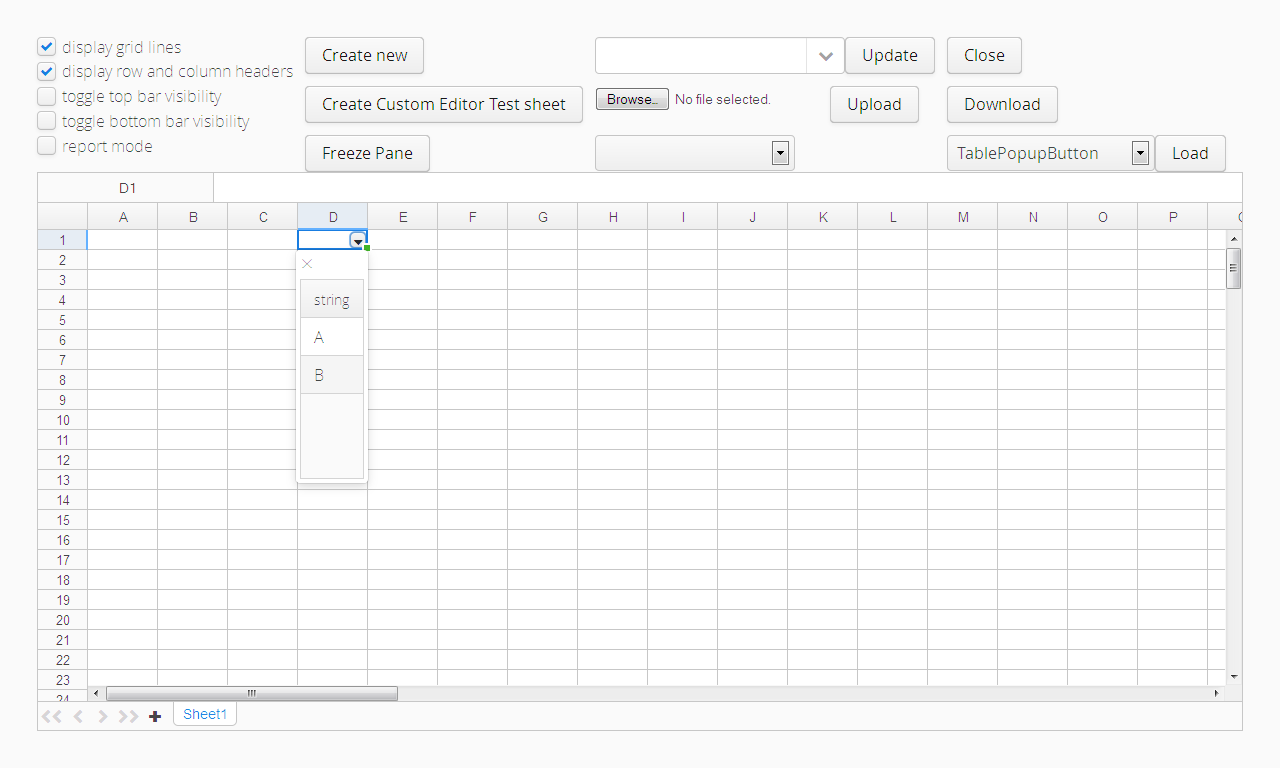 display grid lines
display row and column headers
toggle top bar visibility
toggle bottom bar visibility
report mode
Create new
Update
Close
Create Custom Editor Test sheet
Browse...
No file selected.
Upload
Download
Freeze Pane
TablePopupButton
Load
D1
A B C D E F G H I J K L M N O P
1
2
3
4
5
6
7
8
9
10
11
12
13
14
15
16
17
18
19
20
21
22
23
24
string
A
B
Sheet1